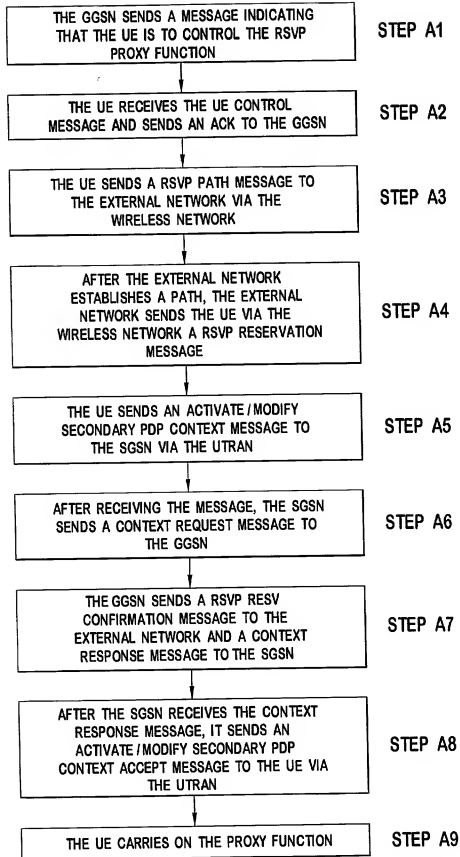 THE GGSN SENDS A MESSAGE INDICATING
THAT THE UE IS TO CONTROL THE RSVP
PROXY FUNCTION
STEP A1
THE UE RECEIVES THE UE CONTROL
MESSAGE AND SENDS AN ACK TO THE GGSN
STEP A2
THE UE SENDS A RSVP PATH MESSAGE TO
THE EXTERNAL NETWORK VIA THE
WIRELESS NETWORK
STEP A3
AFTER THE EXTERNAL NETWORK
ESTABLISHES A PATH, THE EXTERNAL
NETWORK SENDS THE UE VIA THE
WIRELESS NETWORK A RSVP RESERVATION
MESSAGE
STEP A4
THE UE SENDS AN ACTIVATE/MODIFY
SECONDARY PDP CONTEXT MESSAGE TO
THE SGSN VIA THE UTRAN
STEP A5
AFTER RECEIVING THE MESSAGE, THE SGSN
SENDS A CONTEXT REQUEST MESSAGE TO
THE GGSN
STEP A6
THE GGSN SENDS A RSVP RESV
CONFIRMATION MESSAGE TO THE
EXTERNAL NETWORK AND A CONTEXT
RESPONSE MESSAGE TO THE SGSN
STEP A7
AFTER THE SGSN RECEIVES THE CONTEXT
RESPONSE MESSAGE, IT SENDS AN
ACTIVATE/MODIFY SECONDARY PDP
CONTEXT ACCEPT MESSAGE TO THE UE VIA
THE UTRAN
STEP A8
THE UE CARRIES ON THE PROXY FUNCTION
STEP A9